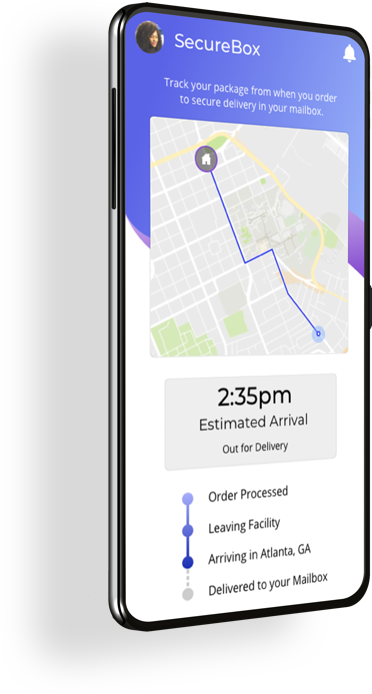 SecureBox
Track your package from when you order
to secure delivery in your mailbox.
2:35pm
Estimated Arrival
Out for Delivery
Order Processed
Leaving Facility
Arriving in Atlanta, GA
Delivered to your Mailbox